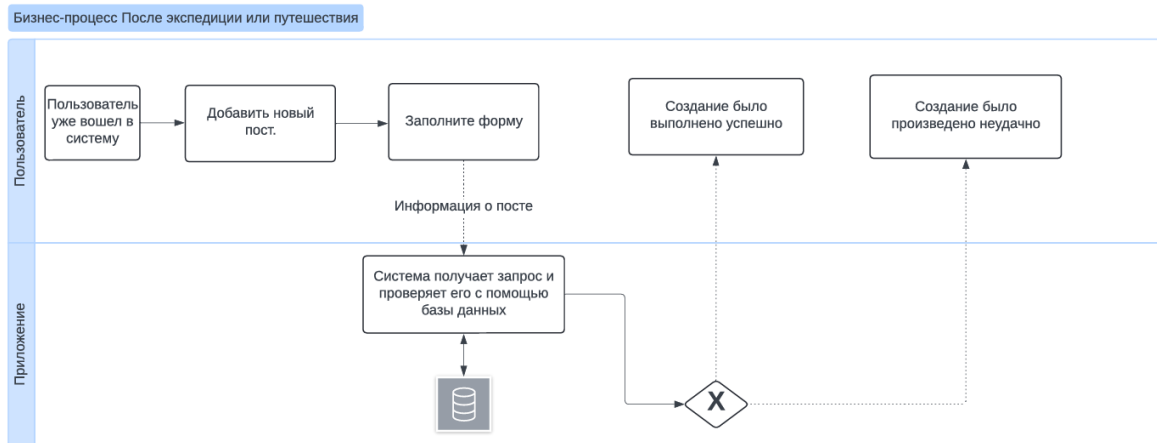 Бизнес-процесс После экспедиции или путешествия
Пользователь
Пользователь
уже вошел в
систему
Добавить новый
пост.
Заполните форму
Создание было
выполнено успешно
Создание было
произведено неудачно
Информация о посте
Приложение
Система получает запрос и
проверяет его с помощью
базы данных
X